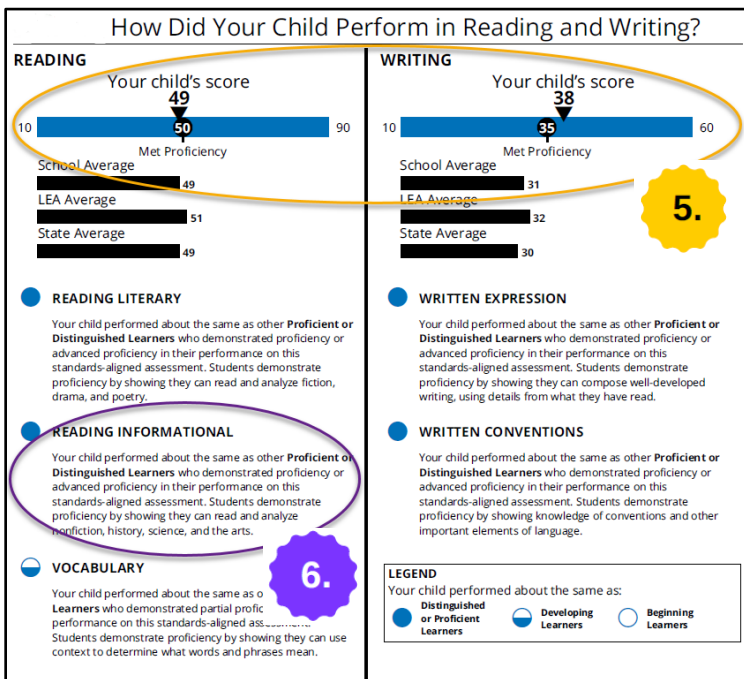 How Did Your Child Perform in Reading and Writing?
READING
Your child's score
49
10
50
90
Met Proficiency
School Average
49
LEA Average
51
State Average
49
READING LITERARY
Your child performed about the same as other Proficient or
Distinguished Learners who demonstrated proficiency or
advanced proficiency in their performance on this
standards-aligned assessment. Students demonstrate
proficiency by showing they can read and analyze fiction,
drama, and poetry.
READING INFORMATIONAL
Your child performed about the same as other Proficient or
Distinguished Learners who demonstrated proficiency or
advanced proficiency in their performance on this
standards-aligned assessment. Students demonstrate
proficiency by showing they can read and analyze
nonfiction, history, science, and the arts.
6.
VOCABULARY
Your child performed about the same as
Learners who demonstrated partial
performance on this standards-aligned
Students demonstrate proficiency by showing they can use
context to determine what words and phrases mean.
WRITING
Your child's score
38
10
35
60
Met Proficiency
School Average
31
LEA Average
32
State Average
30
5.
WRITTEN EXPRESSION
Your child performed about the same as other Proficient or
Distinguished Learners who demonstrated proficiency or
advanced proficiency in their performance on this
standards-aligned assessment. Students demonstrate
proficiency by showing they can compose well-developed
writing, using details from what they have read.
WRITTEN CONVENTIONS
Your child performed about the same as other Proficient or
Distinguished Learners who demonstrated proficiency or
advanced proficiency in their performance on this
standards-aligned assessment. Students demonstrate
proficiency by showing knowledge of conventions and other
important elements of language.
LEGEND
Your child performed about the same as:
Distinguished
or Proficient
Learners
Developing
Learners
Beginning
Learners